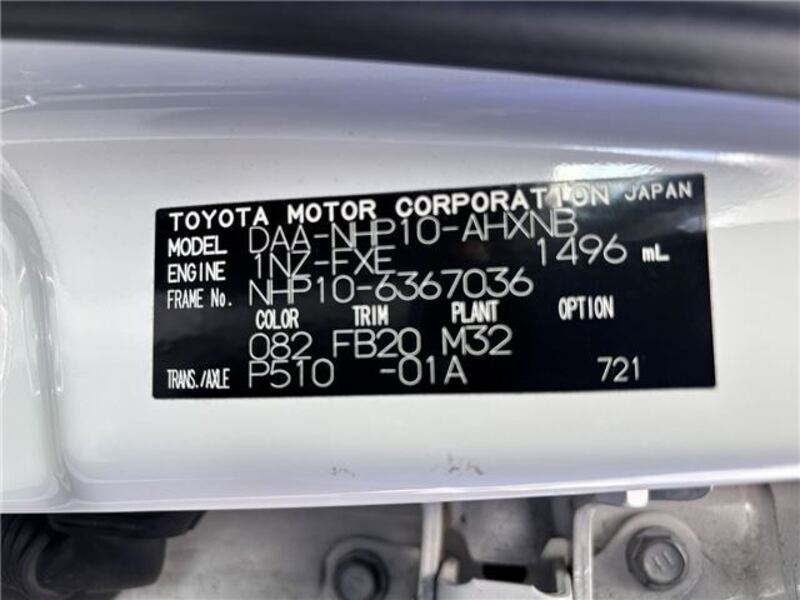 TOYOTA MOTOR CORPORATION JAPAN
MODEL DAA-NHP10-AHXNB
ENGINE 1NZ-FXE 1496 mL
FRAME No. NHP10-6367036
COLOR TRIM PLANT OPTION
082 FB20 M32
TRANS./AXLE P510 -01A 721